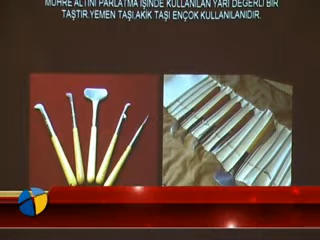 MÜHRE ALTINI PARLATMA İŞİNDE KULLANILAN YARI DEĞERLİ BİR
TAŞTIR.YEMEN TAŞI,AKİK TAŞI ENÇOK KULLANILANIDIR.